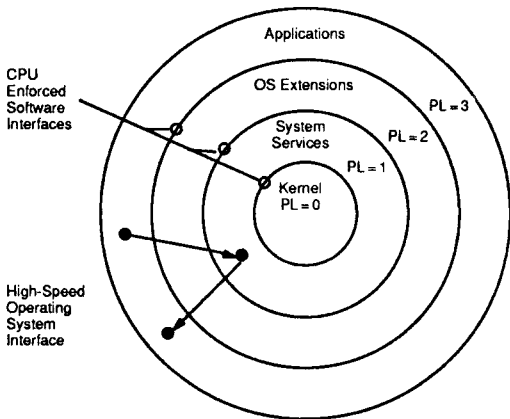 Applications
CPU
Enforced
Software
Interfaces
OS Extensions
PL = 3
System
Services
PL = 2
PL = 1
Kernel
PL = 0
High-Speed
Operating
System
Interface